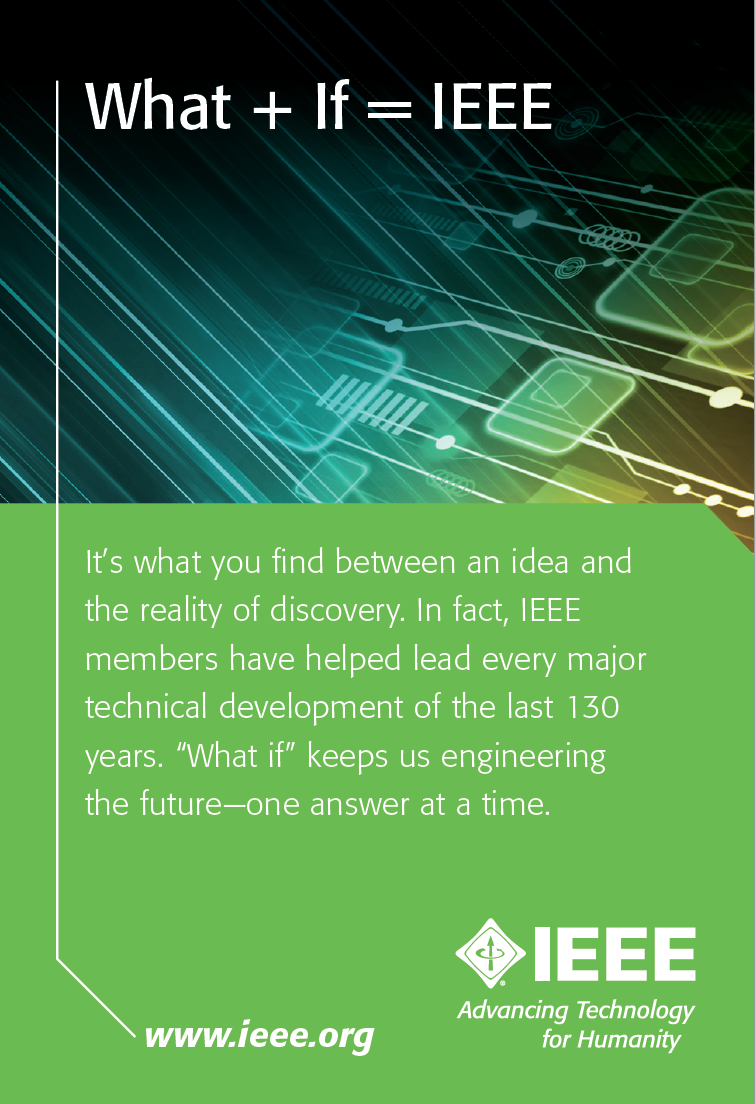 What + If = IEEE
It’s what you find between an idea and
the reality of discovery. In fact, IEEE
members have helped lead every major
technical development of the last 130
years. “What if” keeps us engineering
the future—one answer at a time.
IEEE®
Advancing Technology
for Humanity
www.ieee.org